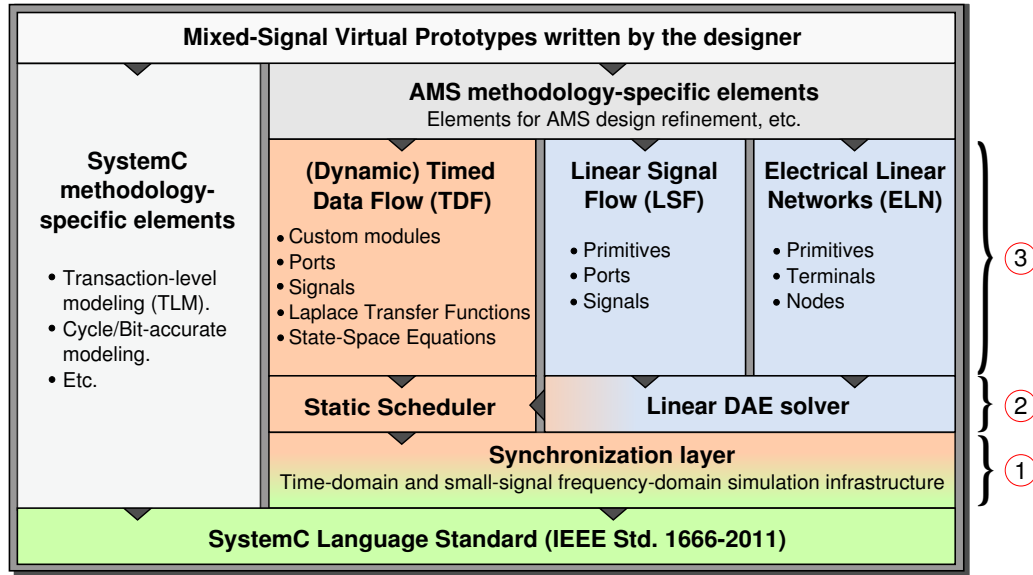 Mixed-Signal Virtual Prototypes written by the designer
AMS methodology-specific elements
Elements for AMS design refinement, etc.
SystemC
methodology-
specific elements
• Transaction-level
modeling (TLM).
• Cycle/Bit-accurate
modeling.
• Etc.
(Dynamic) Timed
Data Flow (TDF)
• Custom modules
• Ports
• Signals
• Laplace Transfer Functions
• State-Space Equations
Linear Signal
Flow (LSF)
• Primitives
• Ports
• Signals
Electrical Linear
Networks (ELN)
• Primitives
• Terminals
• Nodes
3
Static Scheduler
Linear DAE solver
2
Synchronization layer
Time-domain and small-signal frequency-domain simulation infrastructure
1
SystemC Language Standard (IEEE Std. 1666-2011)